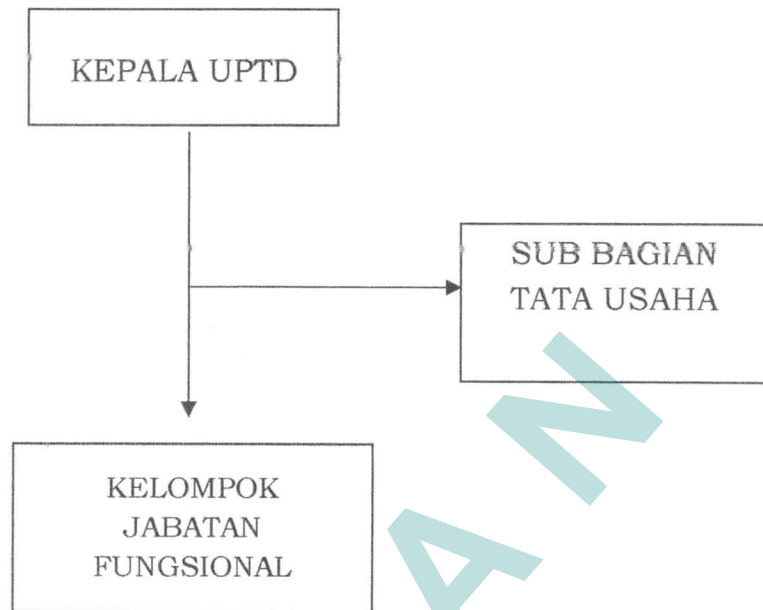 KEPALA UPTD
SUB BAGIAN
TATA USAHA
KELOMPOK
JABATAN
FUNGSIONAL
A N